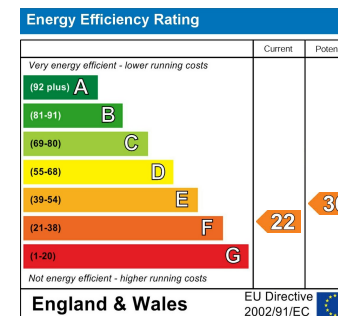 Energy Efficiency Rating
Current
Very energy efficient - lower running costs
(92 plus) A
(81-91) B
(69-80) C
(55-68) D
(39-54) E
(21-38) F
22
(1-20) G
Not energy efficient - higher running costs
England & Wales
EU Directive
2002/91/EC